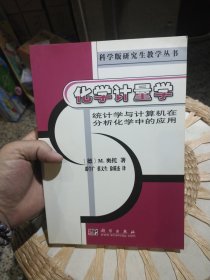 科学版研究生教学丛书
化学计量学
统计学与计算机在
分析化学中的应用
〔德〕M.奥托 著
科学出版社